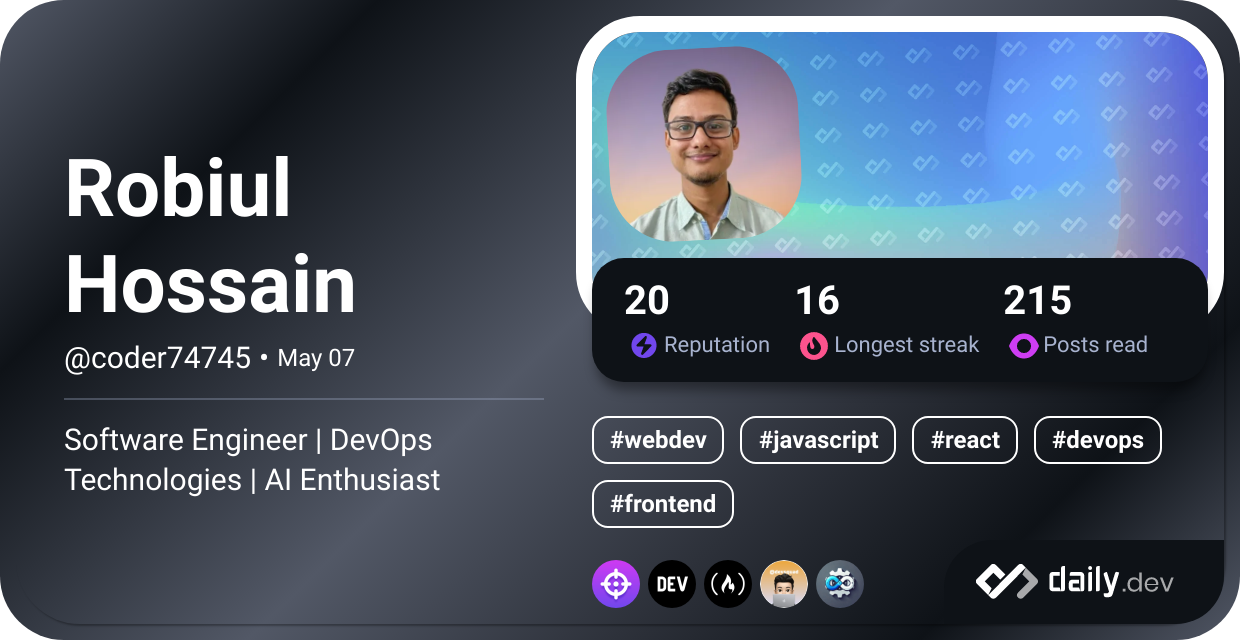 Robiul
Hossain
@coder74745 • May 07
Software Engineer | DevOps
Technologies | AI Enthusiast
20 16 215
Reputation Longest streak Posts read
#webdev #javascript #react #devops
#frontend
DEV
daily.dev